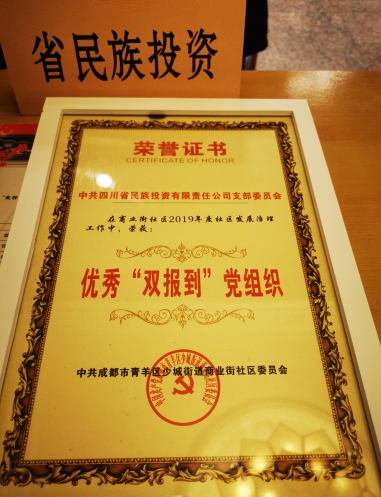 省民族投资
荣誉证书
CERTIFICATE OF HONOR
中共四川省民族投资有限责任公司支部委员会
在商业街社区2019年度社区发展治理
工作中，荣获：
优秀“双报到”党组织
中共成都市青羊区少城街道商业街社区委员会